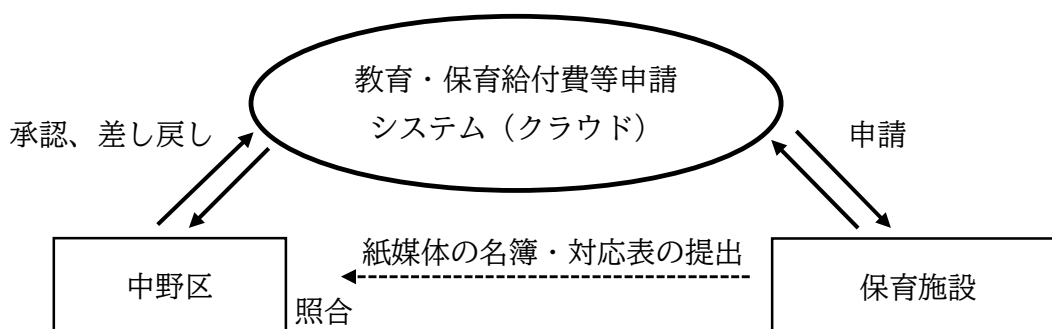 教育・保育給付費等申請
システム（クラウド）
承認、差し戻し
申請
紙媒体の名簿・対応表の提出
中野区
保育施設
照合